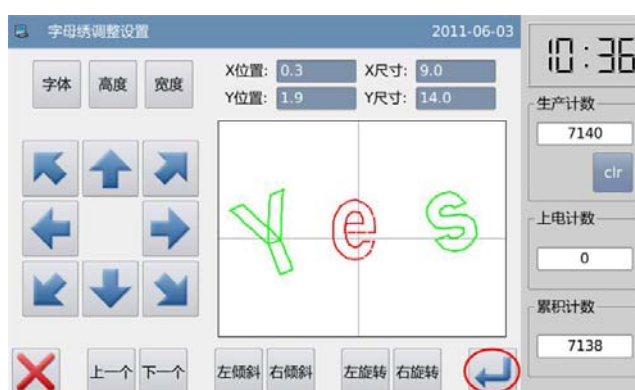 字母绣调整设置 2011-06-03
10:36
字体 高度 宽度
X位置: 0.3 X尺寸: 9.0
Y位置: 1.9 Y尺寸: 14.0
生产计数
7140
clr
Yes
上电计数
0
累积计数
7138
上一个 下一个 左倾斜 右倾斜 左旋转 右旋转